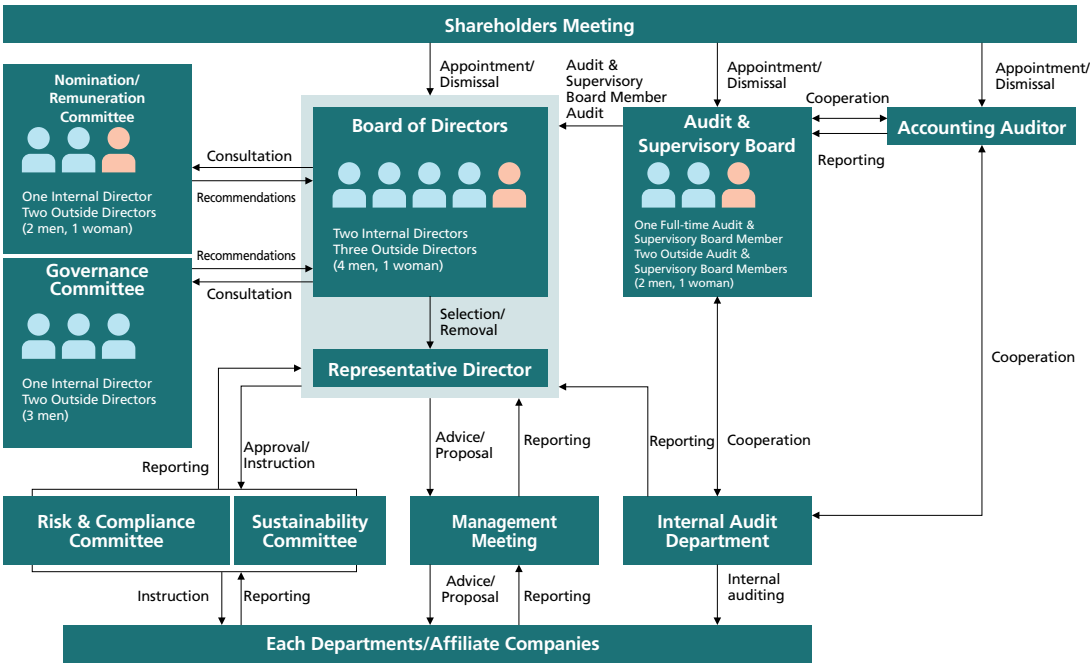 Shareholders Meeting
Nomination/
Remuneration
Committee
One Internal Director
Two Outside Directors
(2 men, 1 woman)
Consultation
Recommendations
Appointment/
Dismissal
Board of Directors
Two Internal Directors
Three Outside Directors
(4 men, 1 woman)
Audit &
Supervisory
Board Member
Audit
Appointment/
Dismissal
Audit &
Supervisory Board
One Full-time Audit &
Supervisory Board Member
Two Outside Audit &
Supervisory Board Members
(2 men, 1 woman)
Cooperation
Reporting
Appointment/
Dismissal
Accounting Auditor
Governance
Committee
One Internal Director
Two Outside Directors
(3 men)
Recommendations
Consultation
Selection/
Removal
Representative Director
Cooperation
Reporting
Approval/
Instruction
Advice/
Proposal
Reporting
Reporting
Cooperation
Risk & Compliance
Committee
Sustainability
Committee
Management
Meeting
Internal Audit
Department
Instruction
Reporting
Advice/
Proposal
Reporting
Internal
auditing
Each Departments/Affiliate Companies